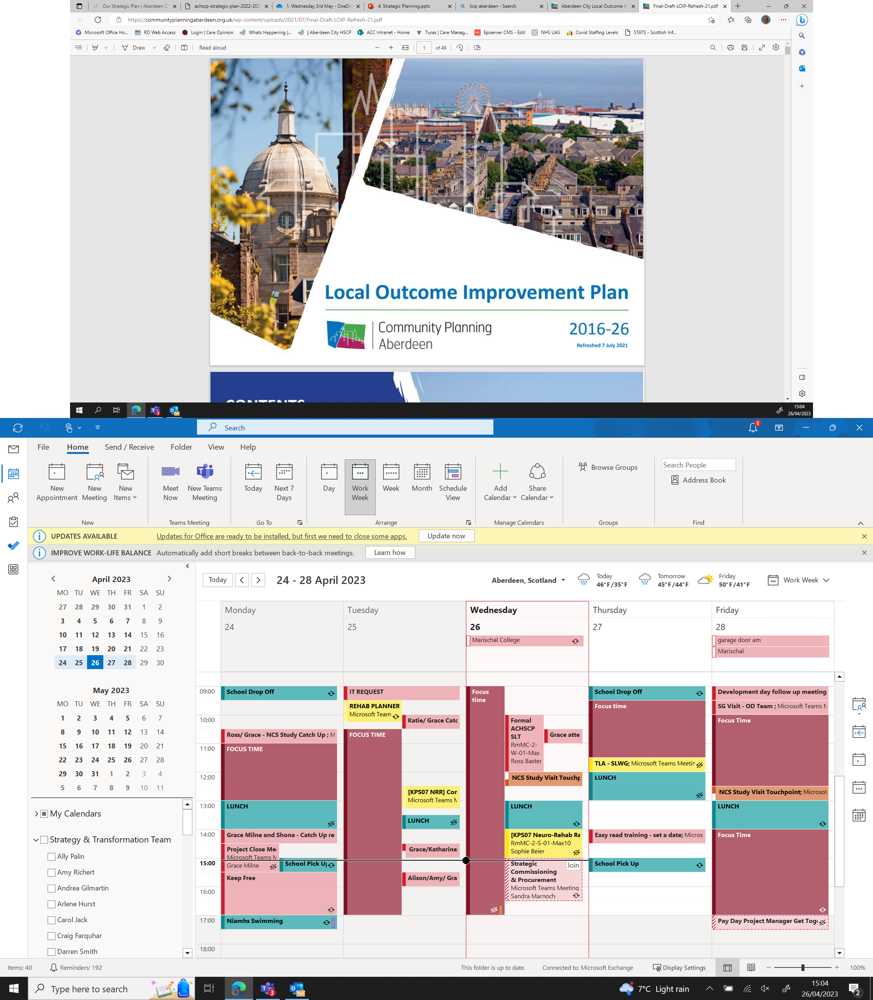 Our Strategic Plan | Aberdeen Ci
achscp-strategic-plan-2022-202
1. Wednesday 3rd May - OneDri
4. Strategic Planning.pptx
loip aberdeen - Search
Aberdeen City Local Outcome Im
Final-Draft-LOIP-Refresh-21.pdf
https://communityplanningaberdeen.org.uk/wp-content/uploads/2021/07/Final-Draft-LOIP-Refresh-21.pdf
Microsoft Office Ho...
RD Web Access
Login | Care Opinion
Whats Happening |...
| Aberdeen City HSCP
ACC Intranet - Home
Turas | Care Manag...
Episerver CMS - Edit
NHS UAS
Covid Staffing Levels
STATS - Scottish Inf...
Draw
Read aloud
1 of 49
Local Outcome Improvement Plan
Community Planning
Aberdeen
2016-26
Refreshed 7 July 2021
CONTENTS
15:04
26/04/2023
Search
1
File Home Send / Receive Folder View Help
New Appointment
New Meeting
New Items
Meet Now
New Teams Meeting
Today
Next 7 Days
Day
Work Week
Week
Month
Schedule View
Add Calendar
Share Calendar
Browse Groups
Search People
Address Book
New
Teams Meeting
Go To
Arrange
Manage Calendars
Groups
Find
UPDATES AVAILABLE Updates for Office are ready to be installed, but first we need to close some apps. Update now
IMPROVE WORK-LIFE BALANCE Automatically add short breaks between back-to-back meetings. Learn how
April 2023
MO TU WE TH FR SA SU
27 28 29 30 31 1 2
3 4 5 6 7 8 9
10 11 12 13 14 15 16
17 18 19 20 21 22 23
24 25 26 27 28 29 30
May 2023
MO TU WE TH FR SA SU
1 2 3 4 5 6 7
8 9 10 11 12 13 14
15 16 17 18 19 20 21
22 23 24 25 26 27 28
29 30 31 1 2 3 4
5 6 7 8 9 10 11
My Calendars
Strategy & Transformation Team
Ally Palin
Amy Richert
Andrea Gilmartin
Arlene Hurst
Carol Jack
Craig Farquhar
Darren Smith
Today
24 - 28 April 2023
Aberdeen, Scotland
Today
46°F/35°F
Tomorrow
45°F/44°F
Friday
50°F/41°F
Work Week
Monday
24
Tuesday
25
Wednesday
26
Marischal College
Thursday
27
Friday
28
garage door am
Marischal
09:00
10:00
11:00
12:00
13:00
14:00
15:00
16:00
17:00
18:00
School Drop Off
Ross/ Grace - NCS Study Catch Up ; M
FOCUS TIME
LUNCH
Grace Milne and Shona - Catch Up re
Project Close Me
Microsoft Teams M
Grace Milne
School Pick U
Keep Free
Niamhs Swimming
IT REQUEST
REHAB PLANNER
Microsoft Team
Katie/ Grace Catc
FOCUS TIME
[KPS07 NRR] Con
Microsoft Teams M
LUNCH
Grace/Katharine
Alison/Amy/ Gra
Focus
time
Formal
ACHSCP
SLT
RmMC-2-
W-01-Max
Ross Baxter
Grace atte
NCS Study Visit Touchp
LUNCH
[KPS07 Neuro-Rehab Re
RmMC-2-S-01-Max10
Sophie Beier
Strategic
Commissioning
& Procurement
Microsoft Teams Meeting
Sandra Marnoch
Join
School Drop Off
Focus time
TLA - SLWG; Microsoft Teams Meetin
LUNCH
Easy read training - set a date; Micros
School Pick Up
Development day follow up meeting
SG Visit - OD Team ; Microsoft Teams M
Focus Time
NCS Study Visit Touchpoint; Microsof
LUNCH
Focus Time
Pay Day Project Manager Get Tog
Items: 40
Reminders: 192
This folder is up to date.
Connected to: Microsoft Exchange
Display Settings
100%
Type here to search
3
7°C Light rain
15:04
26/04/2023
2